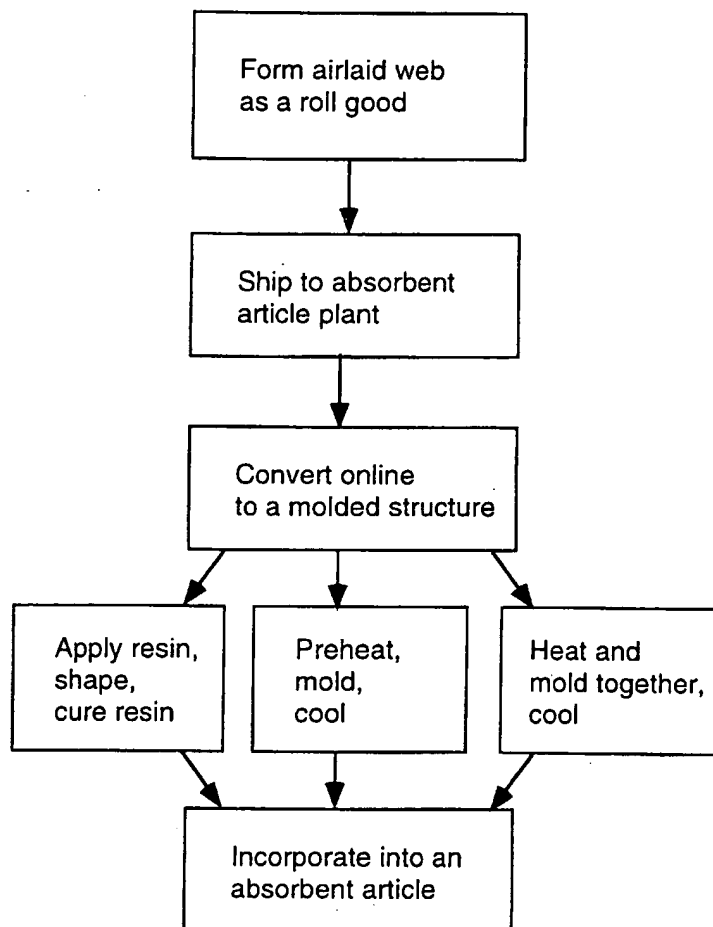 Form airlaid web
as a roll good
Ship to absorbent
article plant
Convert online
to a molded structure
Apply resin,
shape,
cure resin
Preheat,
mold,
cool
Heat and
mold together,
cool
Incorporate into an
absorbent article